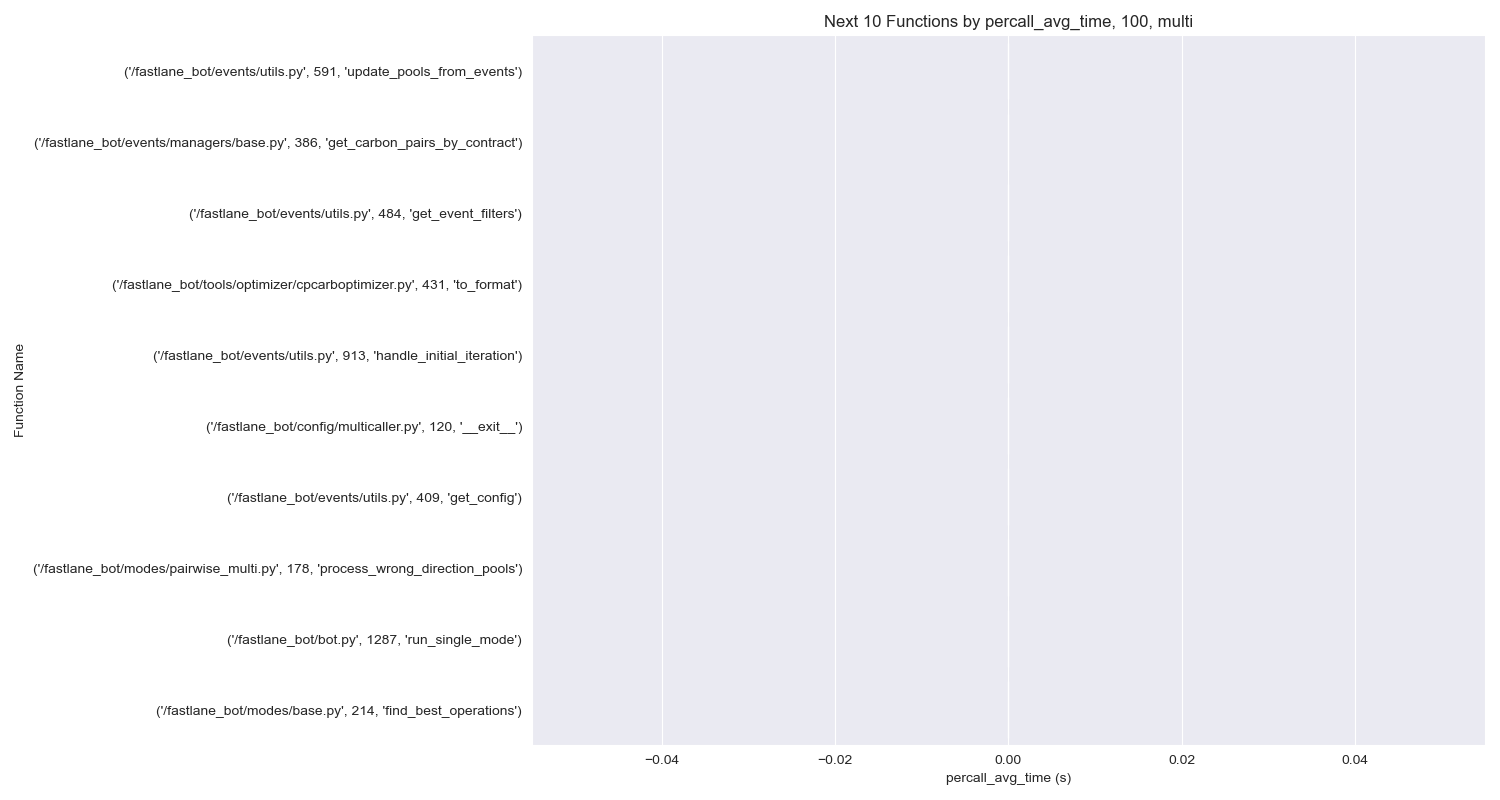 Next 10 Functions by percall_avg_time, 100, multi
Function Name
('/fastlane_bot/events/utils.py', 591, 'update_pools_from_events')
('/fastlane_bot/events/managers/base.py', 386, 'get_carbon_pairs_by_contract')
('/fastlane_bot/events/utils.py', 484, 'get_event_filters')
('/fastlane_bot/tools/optimizer/cpcarboptimizer.py', 431, 'to_format')
('/fastlane_bot/events/utils.py', 913, 'handle_initial_iteration')
('/fastlane_bot/config/multicaller.py', 120, '__exit__')
('/fastlane_bot/events/utils.py', 409, 'get_config')
('/fastlane_bot/modes/pairwise_multi.py', 178, 'process_wrong_direction_pools')
('/fastlane_bot/bot.py', 1287, 'run_single_mode')
('/fastlane_bot/modes/base.py', 214, 'find_best_operations')
−0.04 −0.02 0.00 0.02 0.04
percall_avg_time (s)